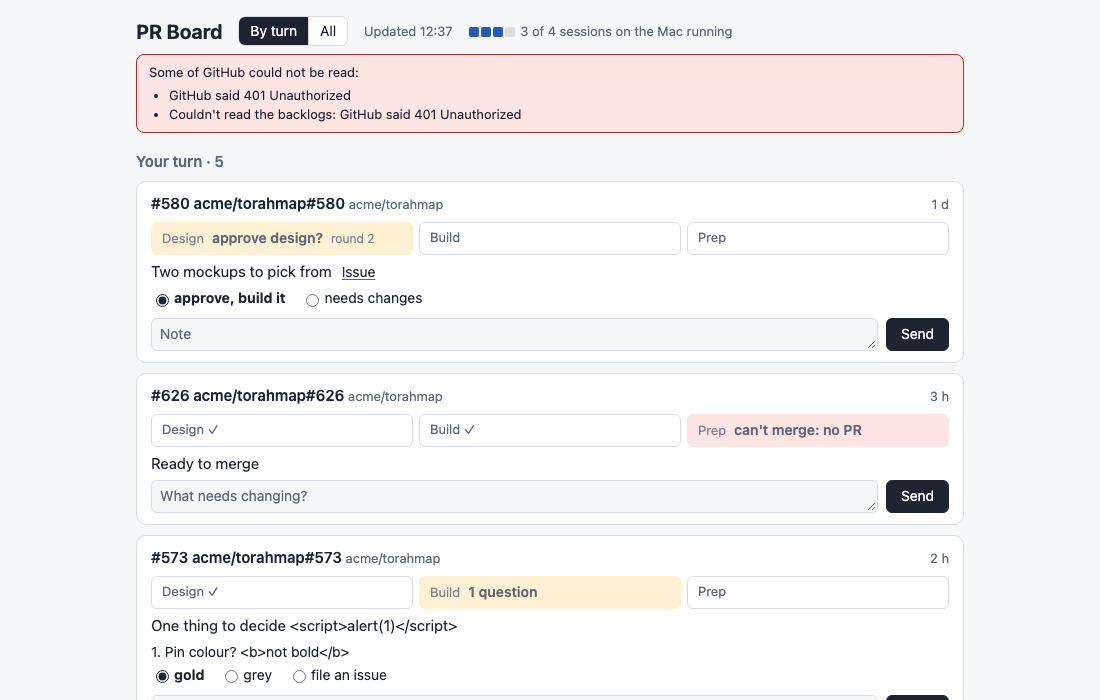 PR Board By turn All Updated 12:37 3 of 4 sessions on the Mac running
Some of GitHub could not be read:
• GitHub said 401 Unauthorized
• Couldn't read the backlogs: GitHub said 401 Unauthorized
Your turn · 5
#580 acme/torahmap#580 acme/torahmap 1 d
Design approve design? round 2 Build Prep
Two mockups to pick from Issue
approve, build it needs changes
Note Send
#626 acme/torahmap#626 acme/torahmap 3 h
Design ✓ Build ✓ Prep can't merge: no PR
Ready to merge
What needs changing? Send
#573 acme/torahmap#573 acme/torahmap 2 h
Design ✓ Build 1 question Prep
One thing to decide <script>alert(1)</script>
1. Pin colour? <b>not bold</b>
gold grey file an issue